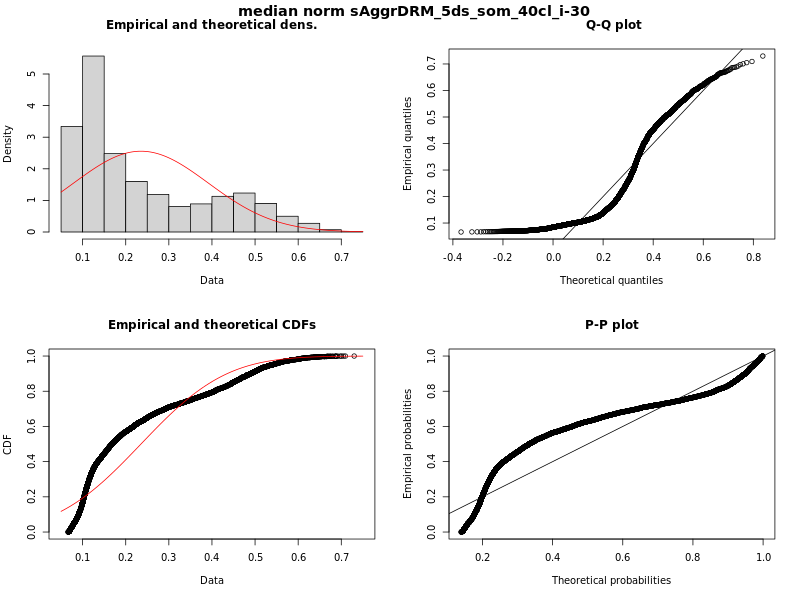 median norm sAggrDRM_5ds_som_40cl_i-30
Empirical and theoretical dens.
Density
0 1 2 3 4 5
0.1 0.2 0.3 0.4 0.5 0.6 0.7
Data
Q-Q plot
Empirical quantiles
0.1 0.2 0.3 0.4 0.5 0.6 0.7
-0.4 -0.2 0.0 0.2 0.4 0.6 0.8
Theoretical quantiles
Empirical and theoretical CDFs
CDF
0.0 0.2 0.4 0.6 0.8 1.0
0.1 0.2 0.3 0.4 0.5 0.6 0.7
Data
P-P plot
Empirical probabilities
0.0 0.2 0.4 0.6 0.8 1.0
0.2 0.4 0.6 0.8 1.0
Theoretical probabilities